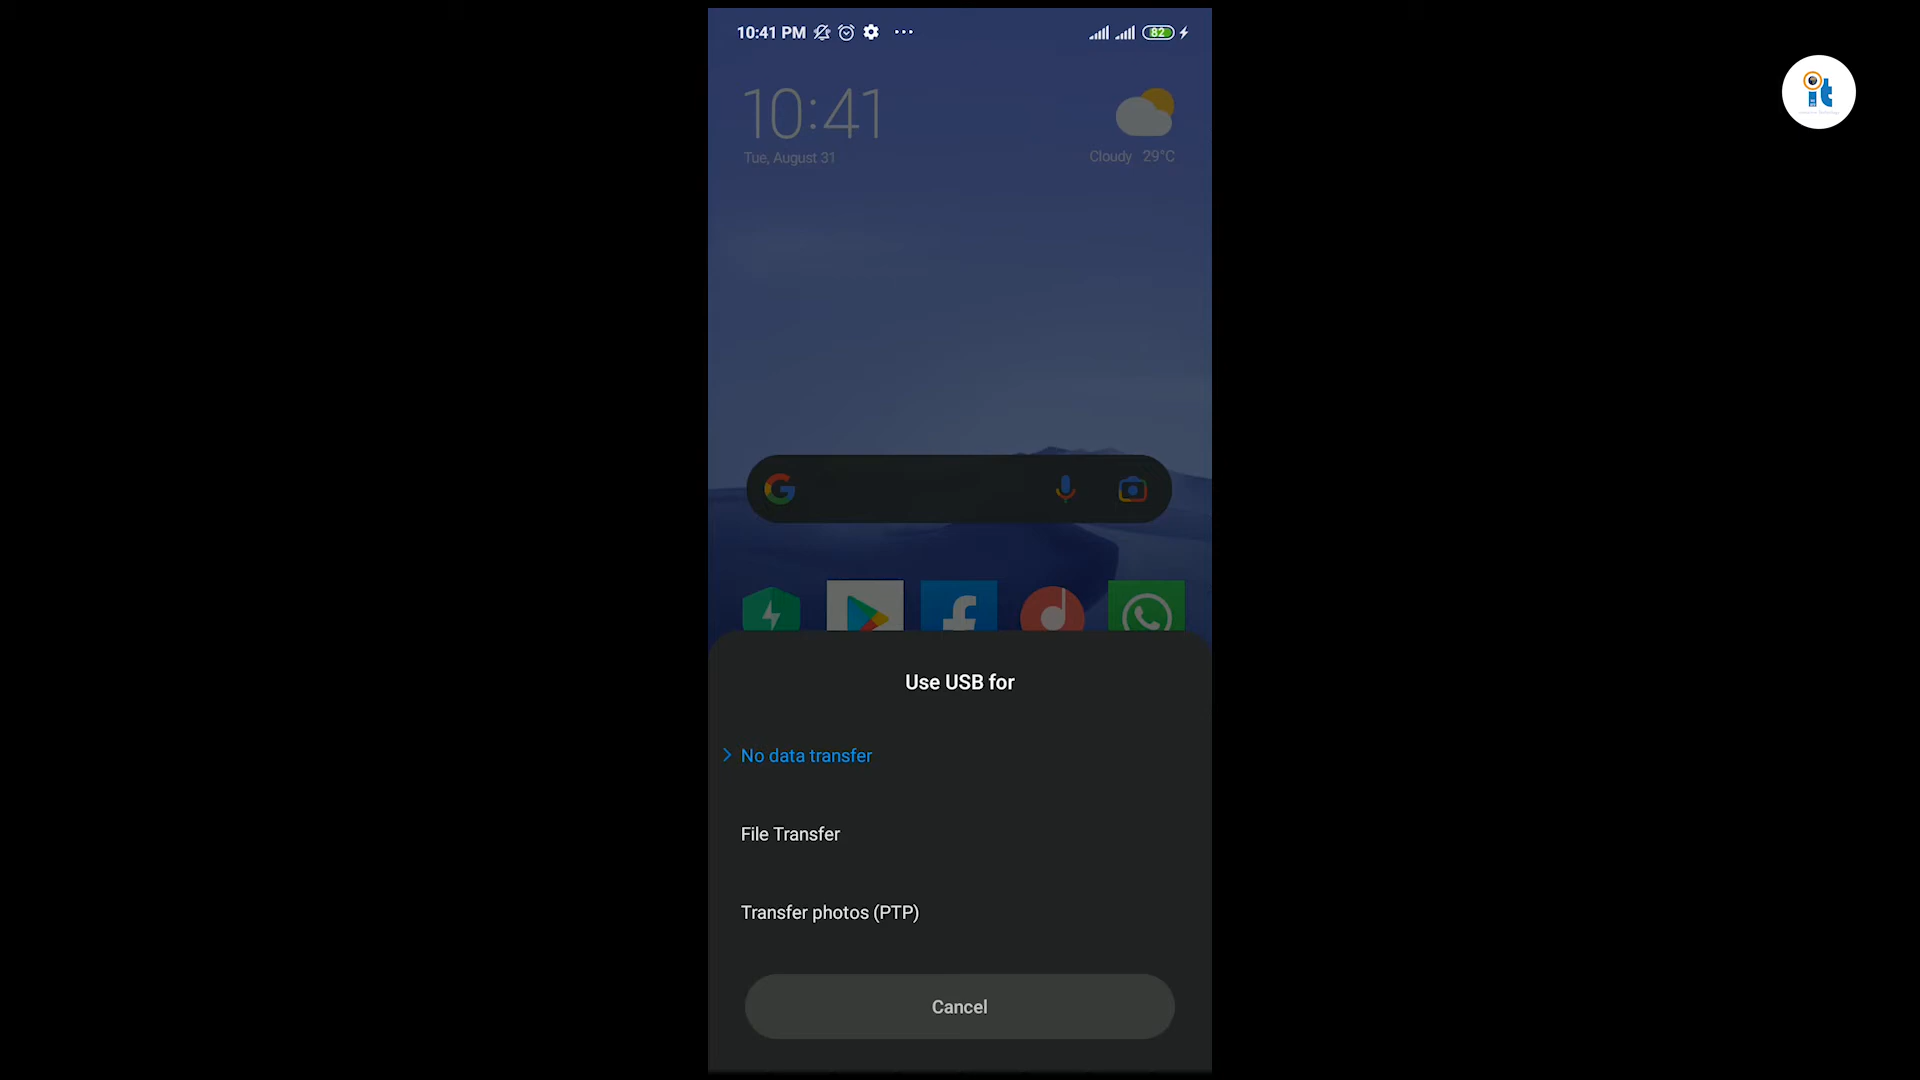 10:41 PM
82
10:41
Tue, August 31
Cloudy 29°C
Use USB for
No data transfer
File Transfer
Transfer photos (PTP)
Cancel
it